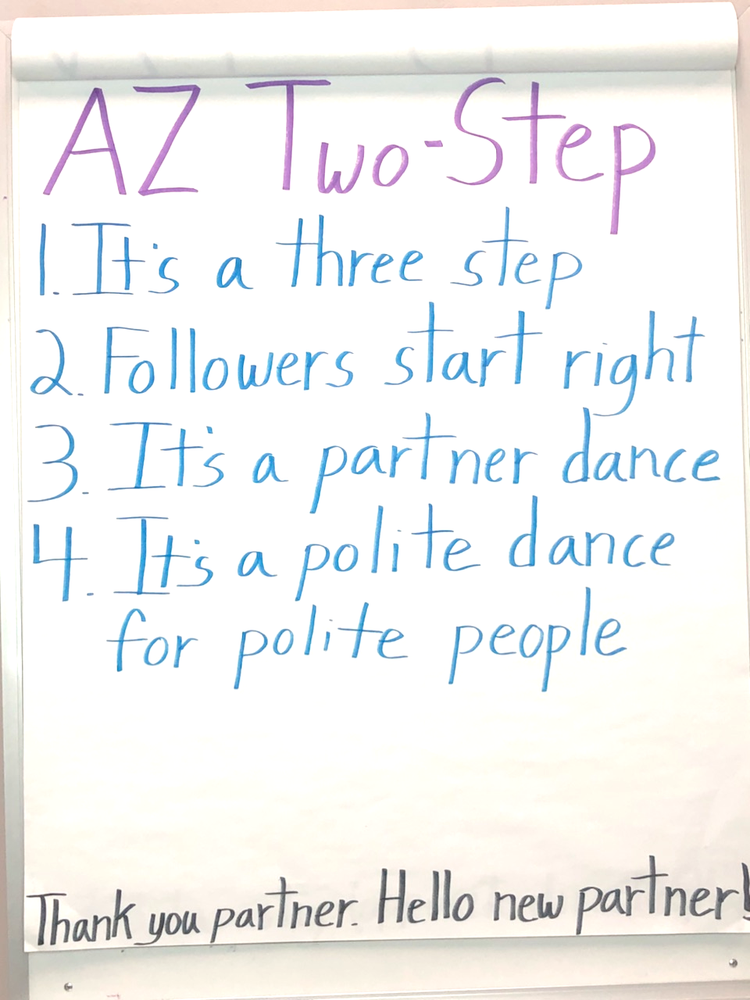 AZ Two-Step
1. It's a three step
2. Followers start right
3. It's a partner dance
4. It's a polite dance
for polite people
Thank you partner. Hello new partner!